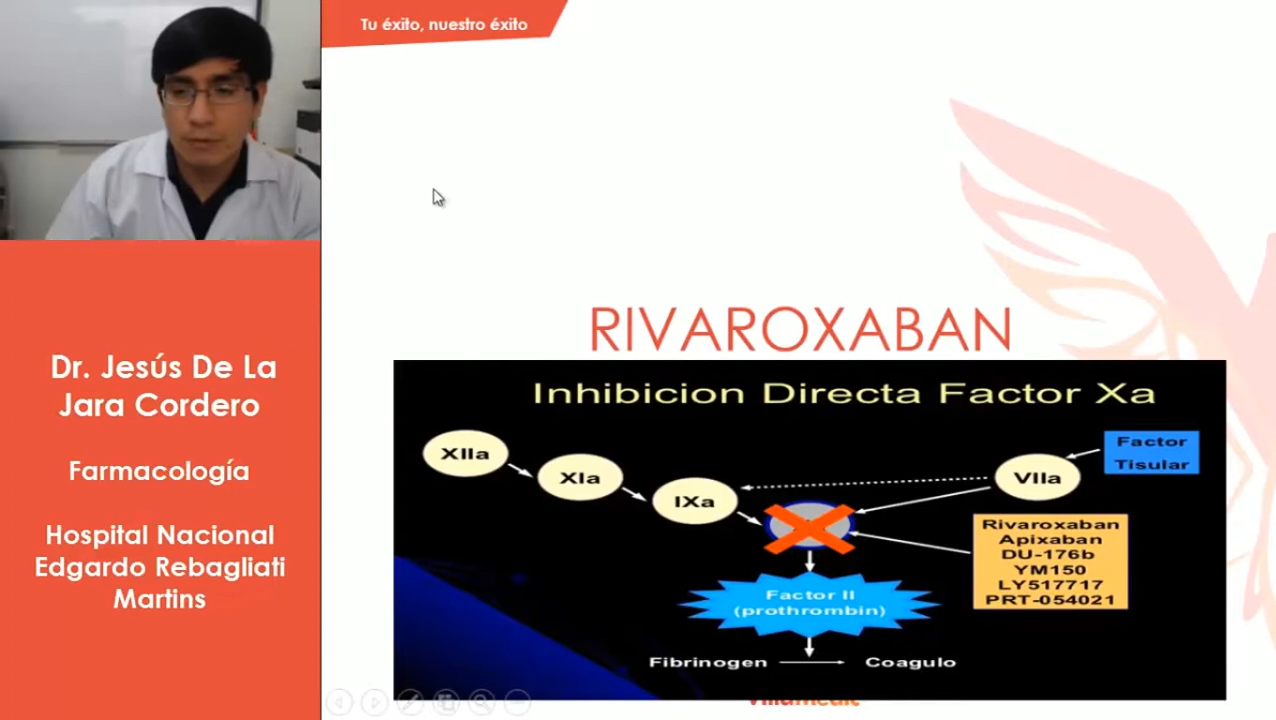 Tu éxito, nuestro éxito
Dr. Jesús De La
Jara Cordero
Farmacología
Hospital Nacional
Edgardo Rebagliati
Martins
RIVAROXABAN
Inhibicion Directa Factor Xa
XIIa
XIa
IXa
VIIa
Factor
Tisular
Rivaroxaban
Apixaban
DU-176b
YM150
LY517717
PRT-054021
Factor II
(prothrombin)
Fibrinogen
Coagulo